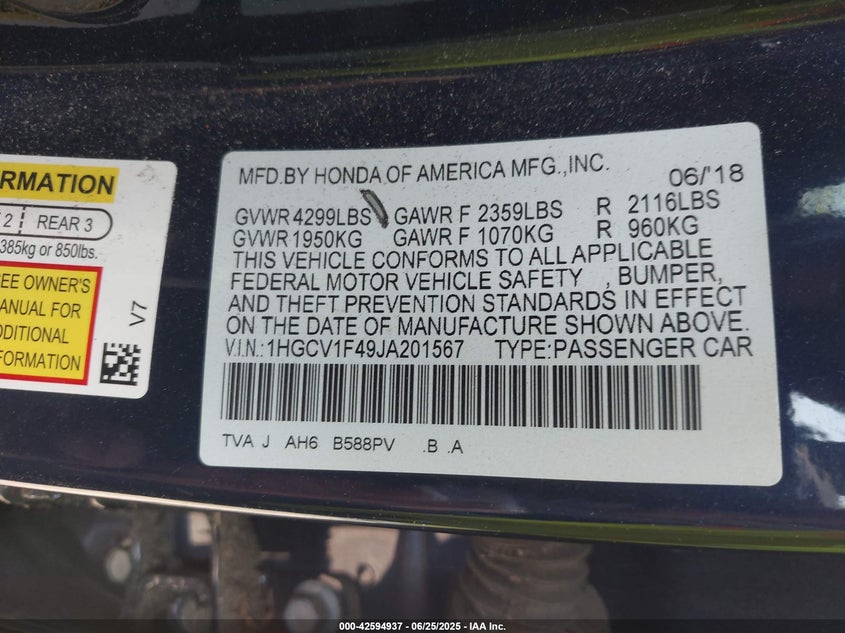 RMATION
2 REAR 3
385kg or 850lbs.
EE OWNER'S
ANUAL FOR
DDITIONAL
FORMATION
V7
MFD.BY HONDA OF AMERICA MFG.,INC. 06/'18
GVWR 4299LBS GAWR F 2359LBS R 2116LBS
GVWR 1950KG GAWR F 1070KG R 960KG
THIS VEHICLE CONFORMS TO ALL APPLICABLE
FEDERAL MOTOR VEHICLE SAFETY , BUMPER,
AND THEFT PREVENTION STANDARDS IN EFFECT
ON THE DATE OF MANUFACTURE SHOWN ABOVE.
V.I.N.:1HGCV1F49JA201567 TYPE:PASSENGER CAR
TVA J AH6 B588PV .B .A
000-42594937 - 06/25/2025 - IAA Inc.